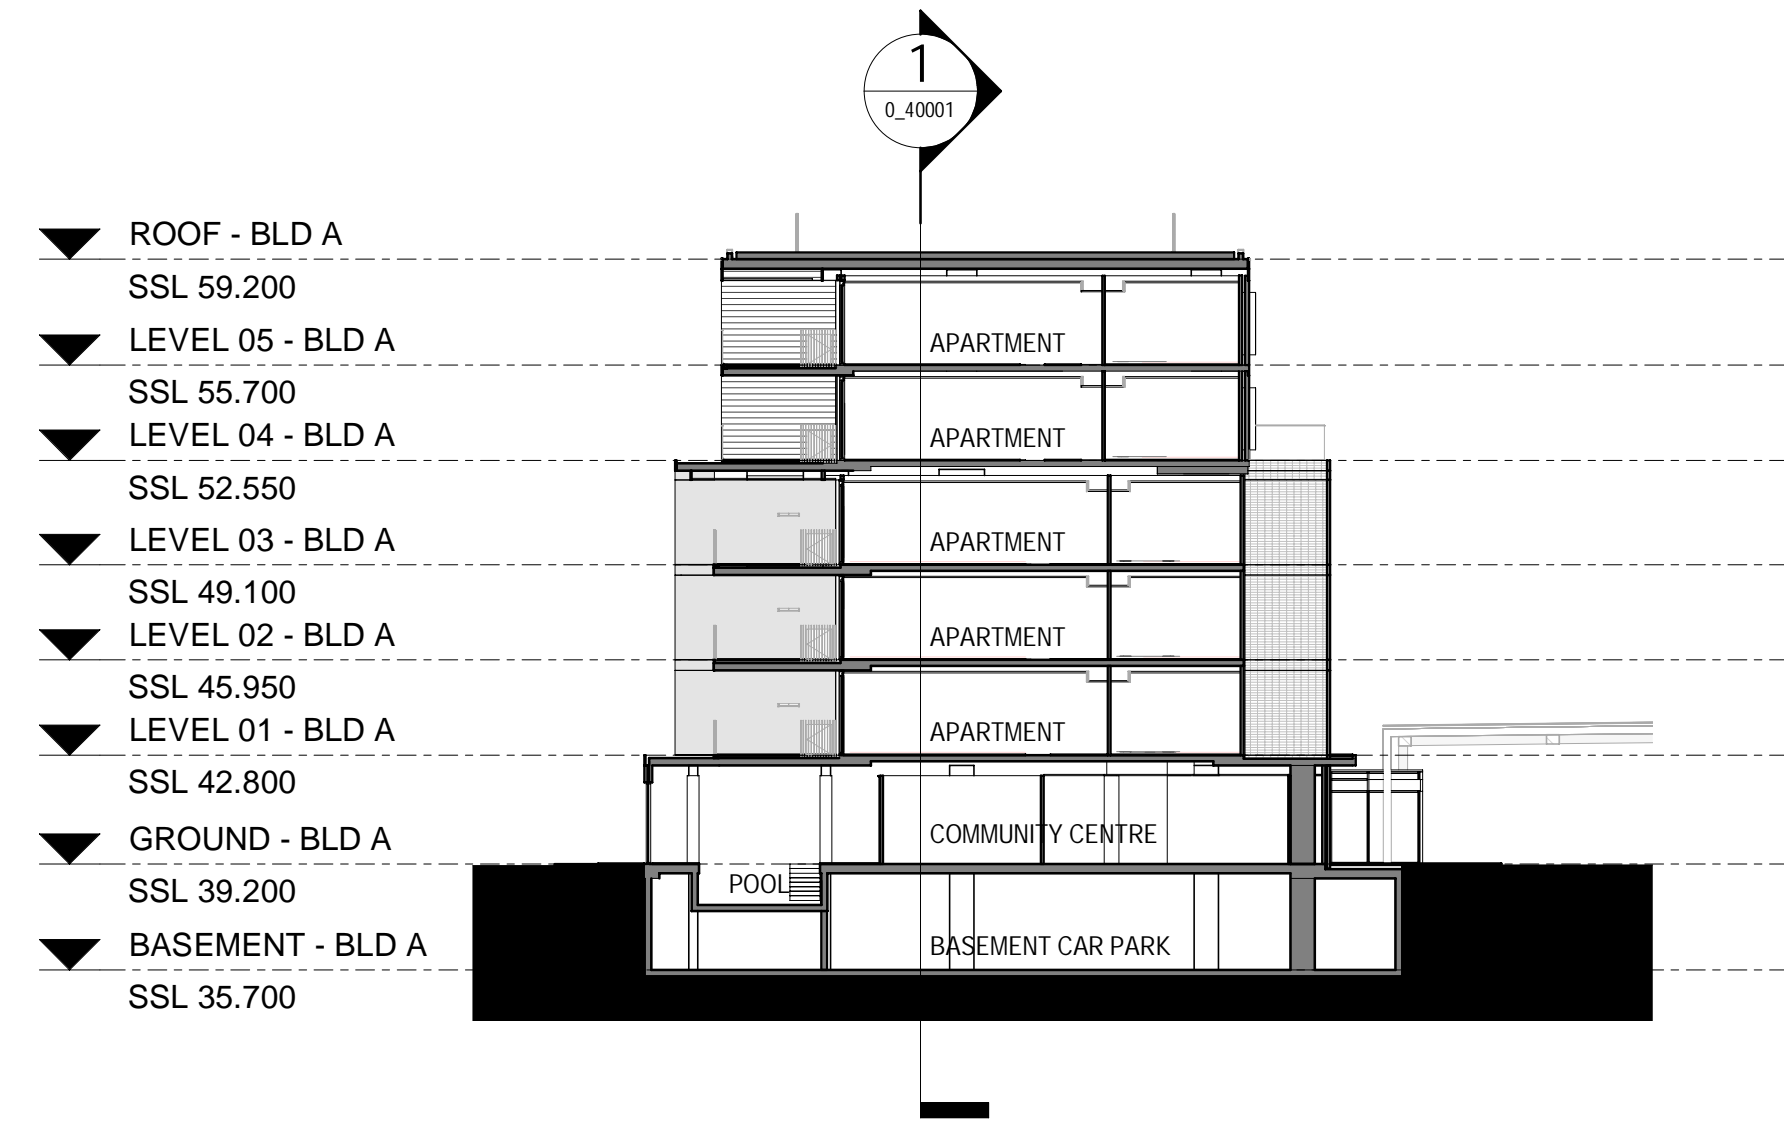 1
0_40001
ROOF - BLD A
SSL 59.200
LEVEL 05 - BLD A
APARTMENT
SSL 55.700
LEVEL 04 - BLD A
APARTMENT
SSL 52.550
LEVEL 03 - BLD A
APARTMENT
SSL 49.100
LEVEL 02 - BLD A
APARTMENT
SSL 45.950
LEVEL 01 - BLD A
APARTMENT
SSL 42.800
GROUND - BLD A
COMMUNITY CENTRE
SSL 39.200
POOL
BASEMENT - BLD A
BASEMENT CAR PARK
SSL 35.700